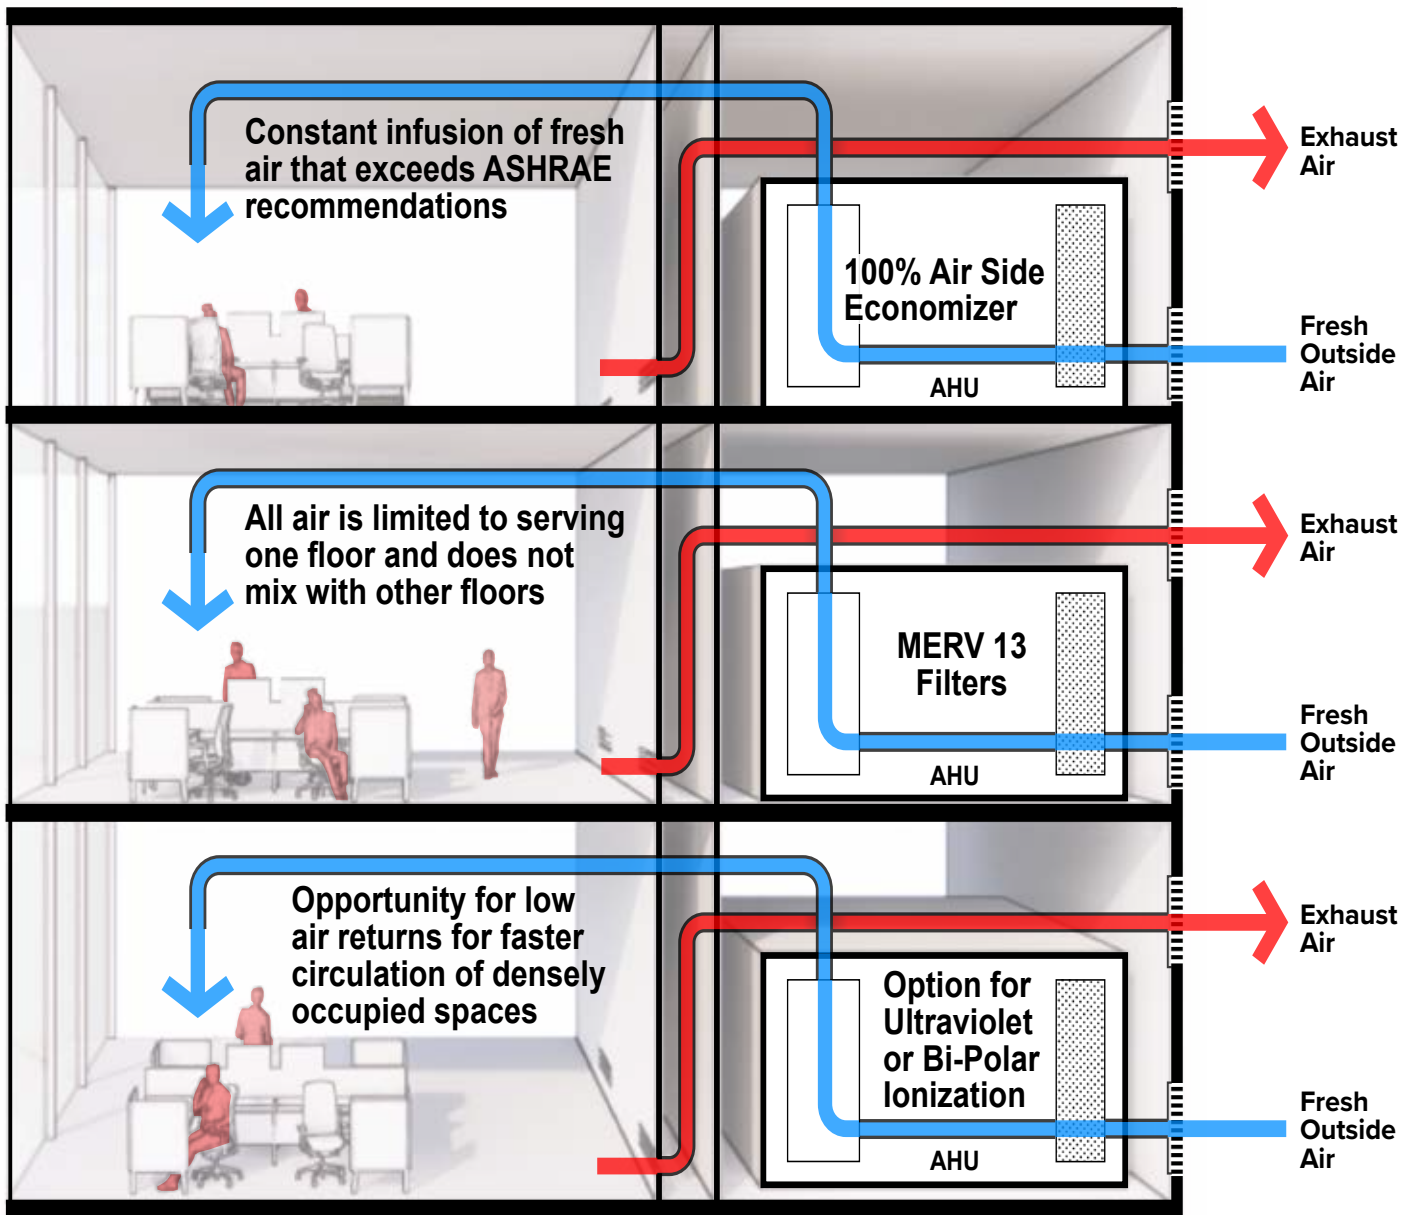 Constant infusion of fresh
air that exceeds ASHRAE
recommendations
100% Air Side
Economizer
AHU
Exhaust
Air
Fresh
Outside
Air
All air is limited to serving
one floor and does not
mix with other floors
MERV 13
Filters
AHU
Exhaust
Air
Fresh
Outside
Air
Opportunity for low
air returns for faster
circulation of densely
occupied spaces
Option for
Ultraviolet
or Bi-Polar
Ionization
AHU
Exhaust
Air
Fresh
Outside
Air